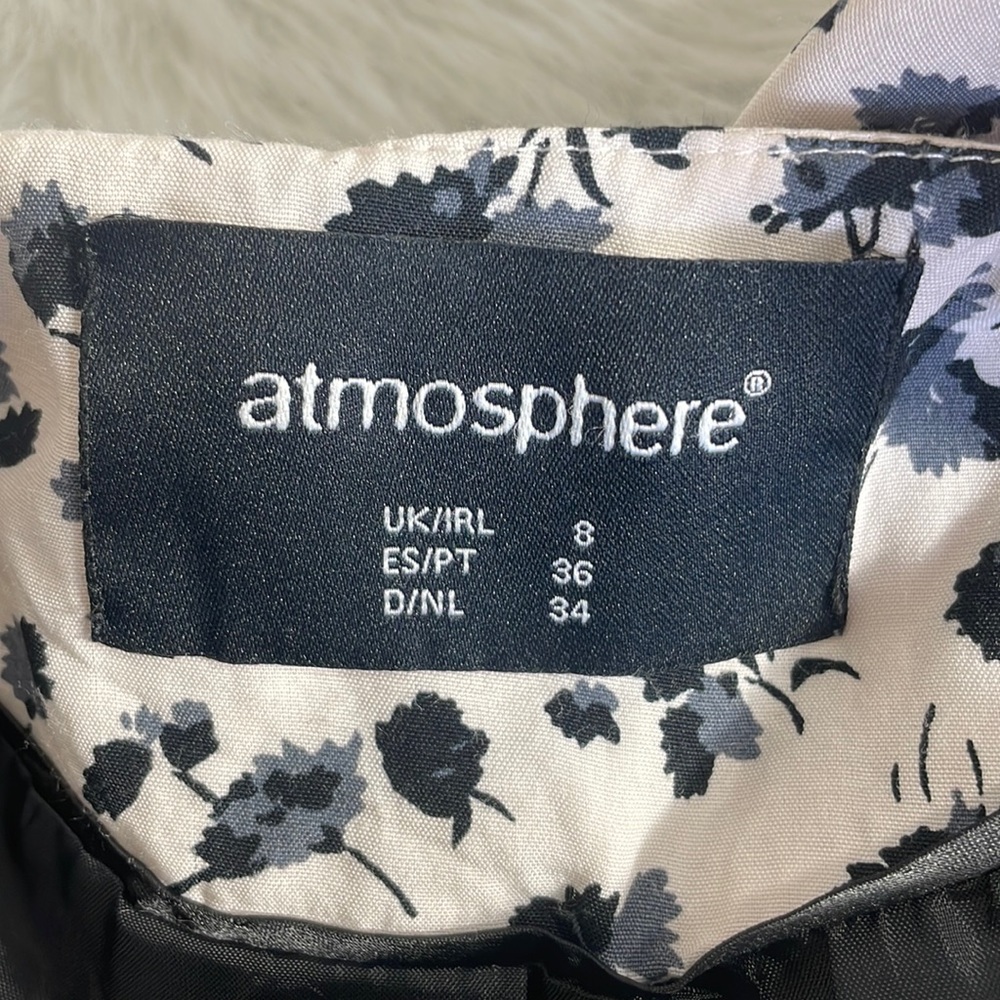 atmosphere®
UK/IRL 8
ES/PT 36
D/NL 34